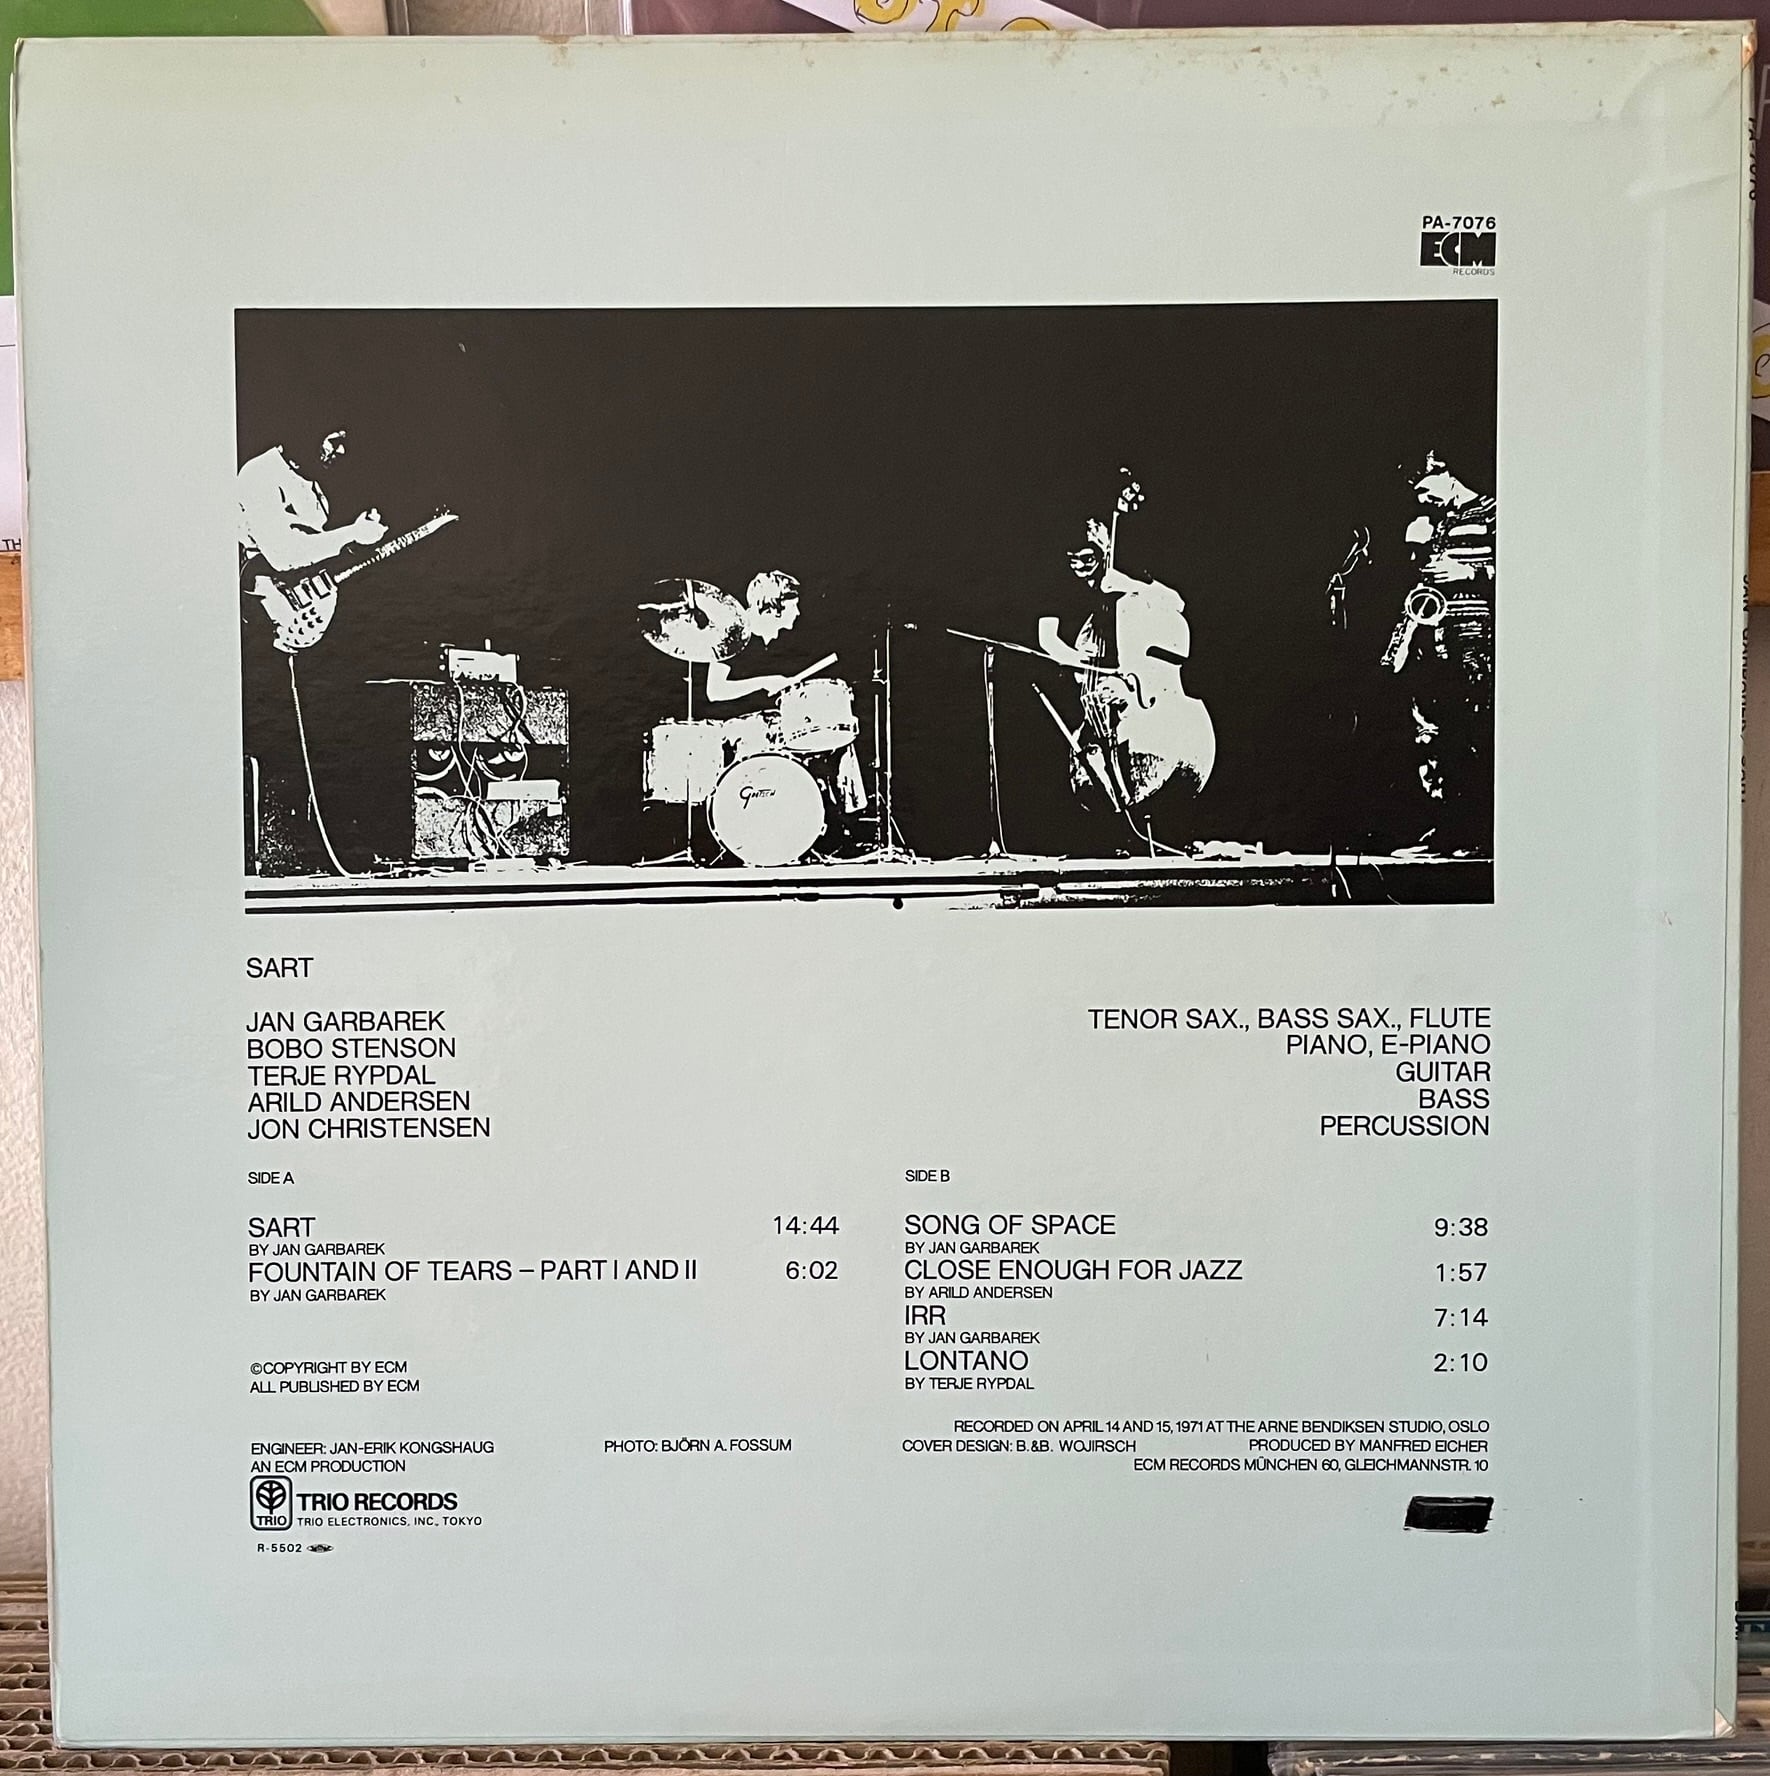 PA-7076
ECM
RECORDS
Gretsch
SART
JAN GARBAREK TENOR SAX., BASS SAX., FLUTE
BOBO STENSON PIANO, E-PIANO
TERJE RYPDAL GUITAR
ARILD ANDERSEN BASS
JON CHRISTENSEN PERCUSSION
SIDE A
SART 14:44
BY JAN GARBAREK
FOUNTAIN OF TEARS – PART I AND II 6:02
BY JAN GARBAREK
SIDE B
SONG OF SPACE 9:38
BY JAN GARBAREK
CLOSE ENOUGH FOR JAZZ 1:57
BY ARILD ANDERSEN
IRR 7:14
BY JAN GARBAREK
LONTANO 2:10
BY TERJE RYPDAL
©COPYRIGHT BY ECM
ALL PUBLISHED BY ECM
RECORDED ON APRIL 14 AND 15, 1971 AT THE ARNE BENDIKSEN STUDIO, OSLO
ENGINEER: JAN-ERIK KONGSHAUG PHOTO: BJÖRN A. FOSSUM COVER DESIGN: B.&B. WOJIRSCH PRODUCED BY MANFRED EICHER
AN ECM PRODUCTION ECM RECORDS MÜNCHEN 60, GLEICHMANNSTR. 10
TRIO
TRIO RECORDS
TRIO ELECTRONICS, INC., TOKYO
R-5502
TH